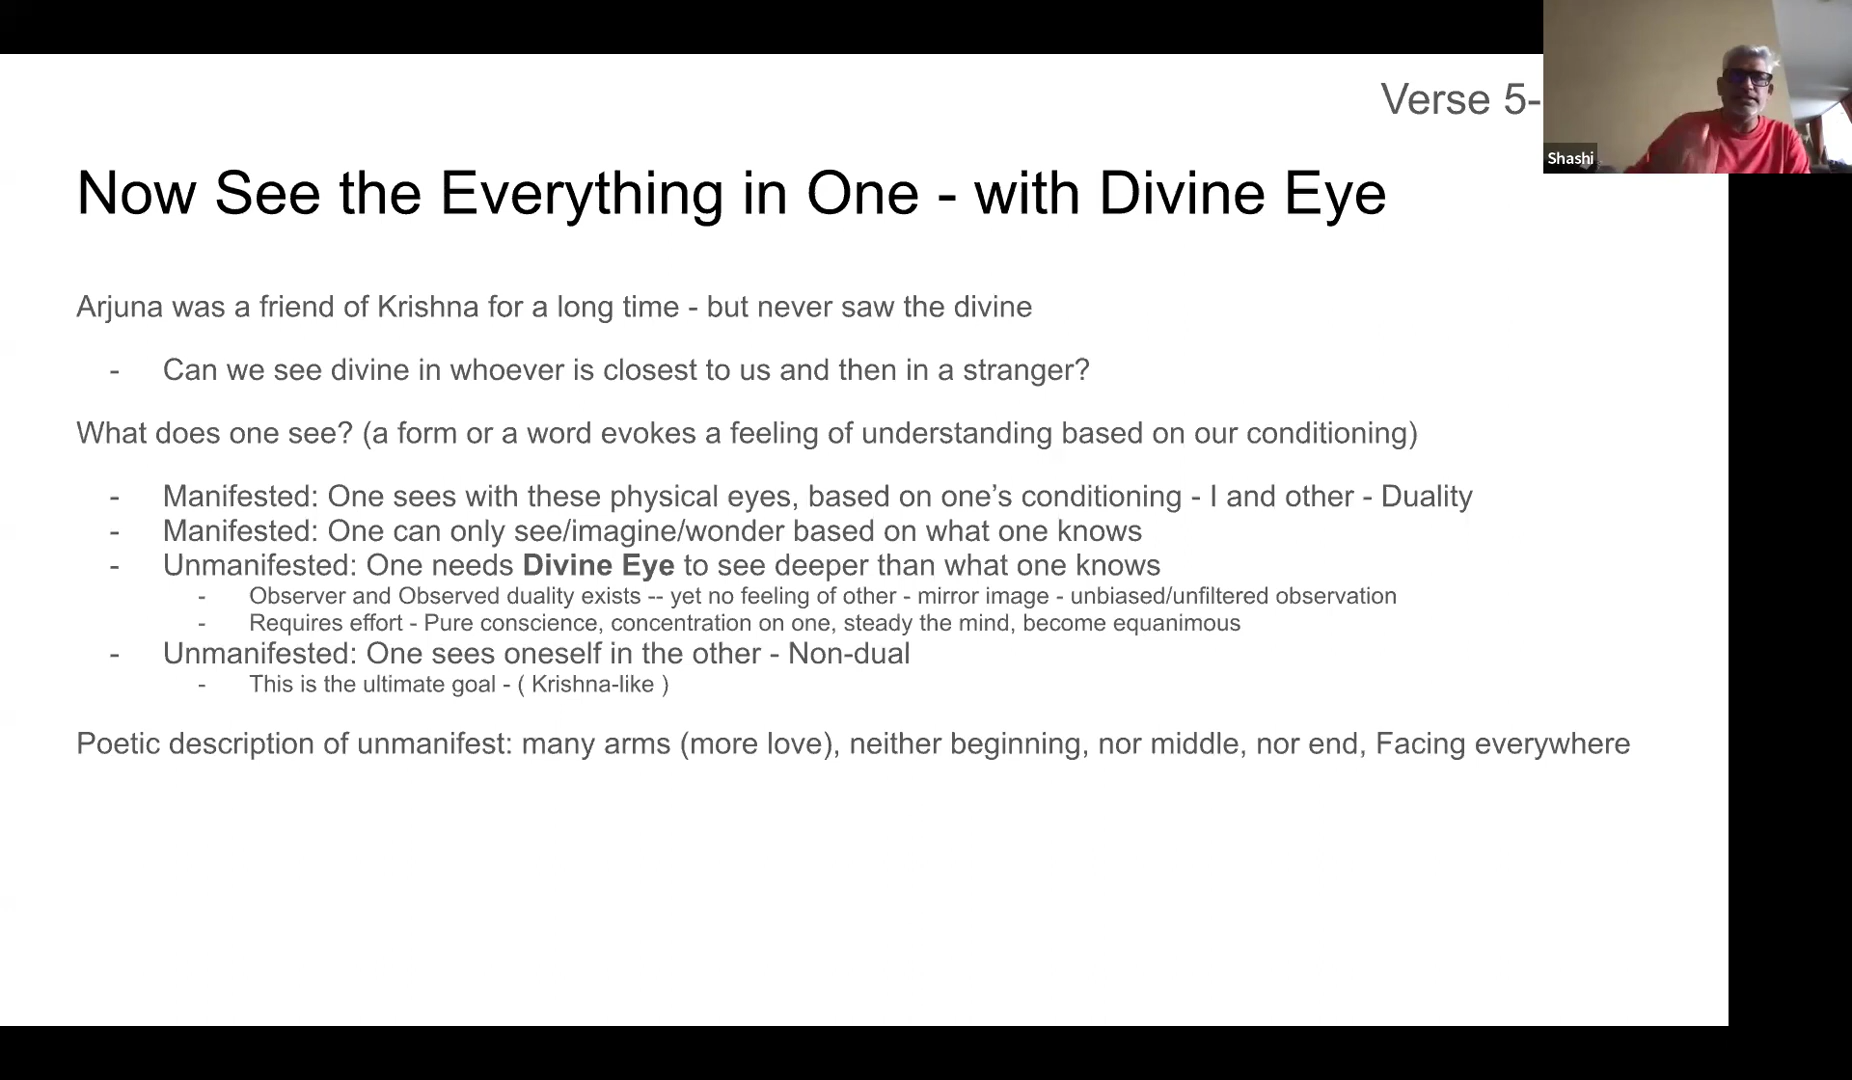 Verse 5-
Shashi
Now See the Everything in One - with Divine Eye
Arjuna was a friend of Krishna for a long time - but never saw the divine
- Can we see divine in whoever is closest to us and then in a stranger?
What does one see? (a form or a word evokes a feeling of understanding based on our conditioning)
- Manifested: One sees with these physical eyes, based on one’s conditioning - I and other - Duality
- Manifested: One can only see/imagine/wonder based on what one knows
- Unmanifested: One needs Divine Eye to see deeper than what one knows
- Observer and Observed duality exists -- yet no feeling of other - mirror image - unbiased/unfiltered observation
- Requires effort - Pure conscience, concentration on one, steady the mind, become equanimous
- Unmanifested: One sees oneself in the other - Non-dual
- This is the ultimate goal - ( Krishna-like )
Poetic description of unmanifest: many arms (more love), neither beginning, nor middle, nor end, Facing everywhere